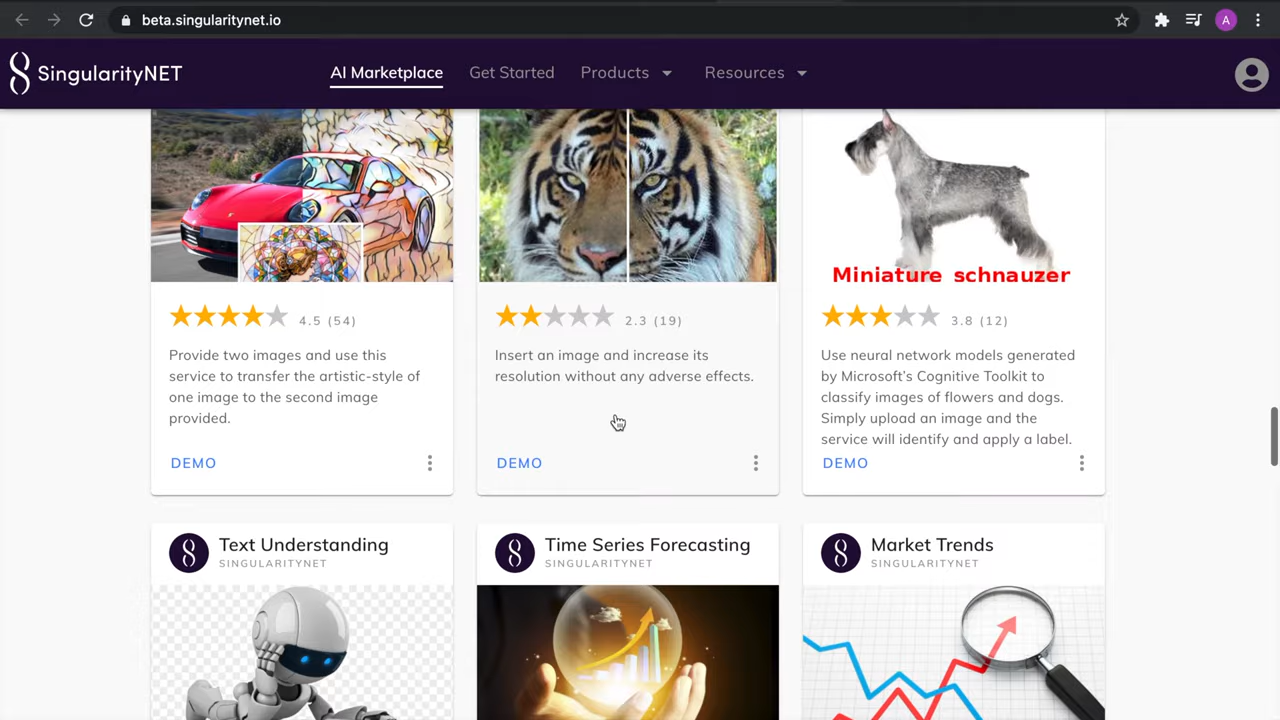 beta.singularitynet.io
A
SingularityNET
AI Marketplace
Get Started
Products
Resources
Miniature schnauzer
4.5 (54)
Provide two images and use this
service to transfer the artistic-style of
one image to the second image
provided.
DEMO
2.3 (19)
Insert an image and increase its
resolution without any adverse effects.
DEMO
3.8 (12)
Use neural network models generated
by Microsoft's Cognitive Toolkit to
classify images of flowers and dogs.
Simply upload an image and the
service will identify and apply a label.
DEMO
Text Understanding
SINGULARITYNET
Time Series Forecasting
SINGULARITYNET
Market Trends
SINGULARITYNET